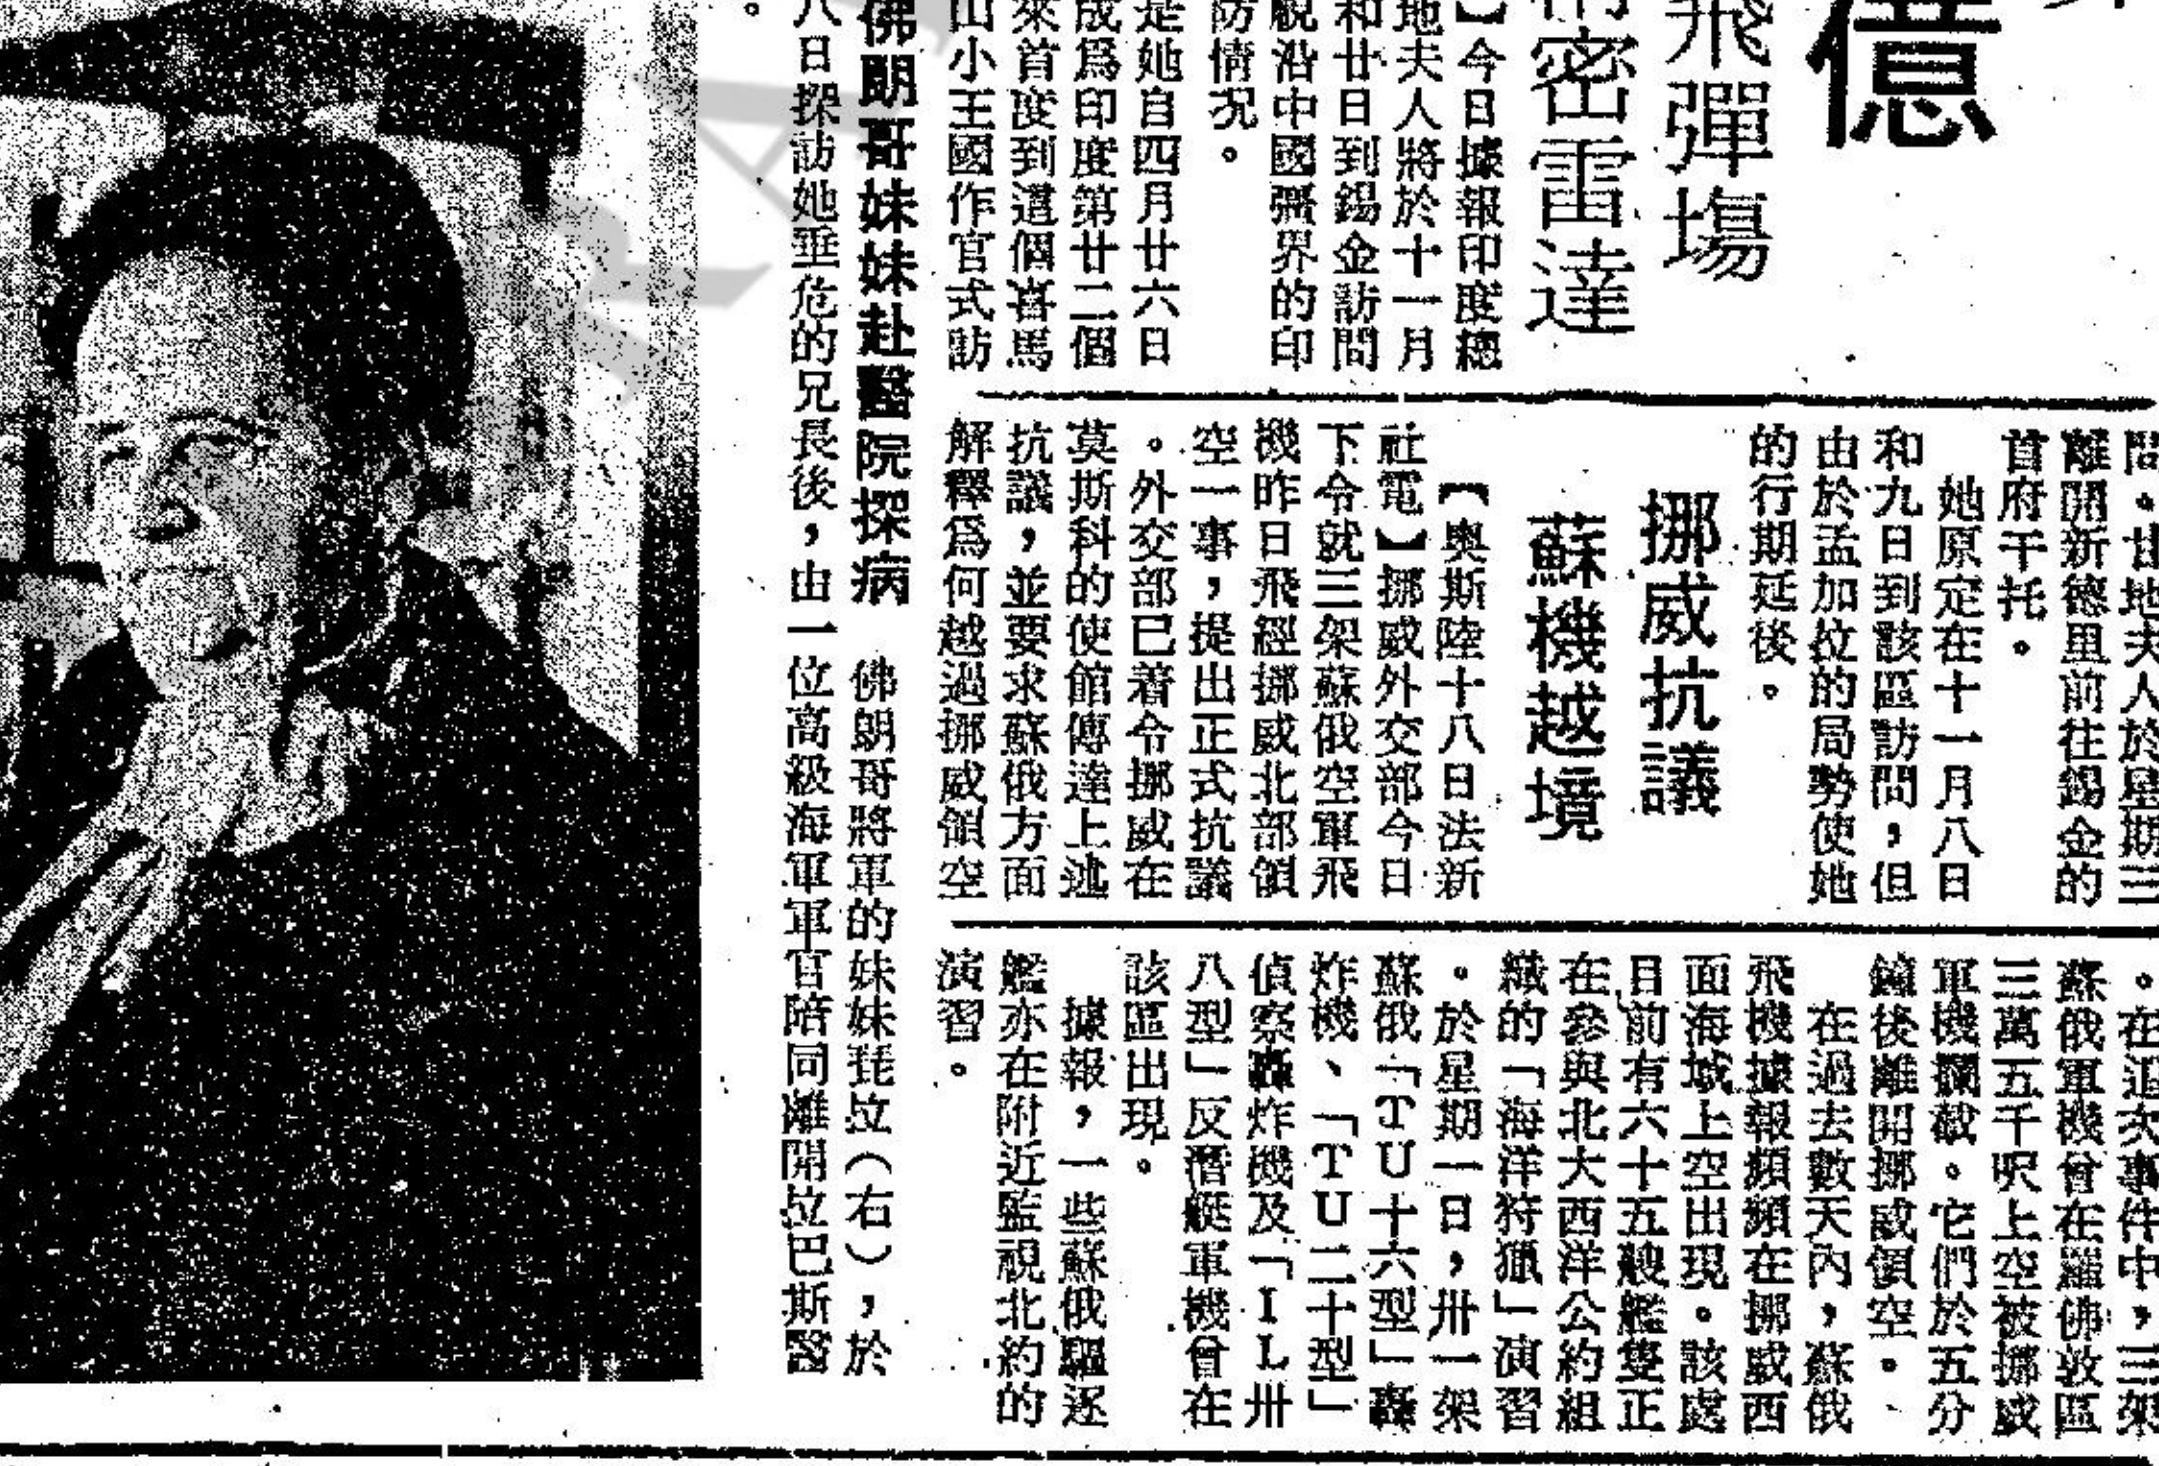 億
飛彈場
密雷達
】今日據報印度總
地夫人將於十一月
和廿日到錫金訪問
視沿中國彊界的印
防情况。
是她自四月廿六日
成爲印度第廿二個
來首度到這個喜馬
山小王國作官式訪
問。甘地夫人於星期三
離開新德里前往錫金的
首府干托。
她原定在十一月八日
和九日到該區訪問，但
由於孟加拉的局勢使她
的行期延後。
挪威抗議
蘇機越境
【奥斯陸十八日法新
社電】挪威外交部今日
下令就三架蘇俄空軍飛
機昨日飛經挪威北部領
空一事，提出正式抗議
。外交部已着令挪威在
莫斯科的使館傳達上述
抗議，並要求蘇俄方面
解釋爲何越過挪威領空
。在這次事件中，三架
蘇俄軍機曾在羅佛敦區
三萬五千呎上空被挪威
軍機攔截。它們於五分
鐘後離開挪威領空。
在過去數天內，蘇俄
飛機據報頻頻在挪威西
面海域上空出現。該處
目前有六十五艘艦隻正
在參與北大西洋公約組
織的「海洋狩獵」演習
。於星期一日，卅一架
蘇俄「TU十六型」轟
炸機、「TU二十型」
偵察轟炸機及「IL卅
八型」反潛艇軍機曾在
該區出現。
據報，一些蘇俄驅逐
艦亦在附近監視北約的
演習。
佛朗哥妹妹赴醫院探病 佛朗哥將軍的妹妹琵拉（右），於
八日探訪她垂危的兄長後，由一位高級海軍軍官陪同離開拉巴斯醫
。